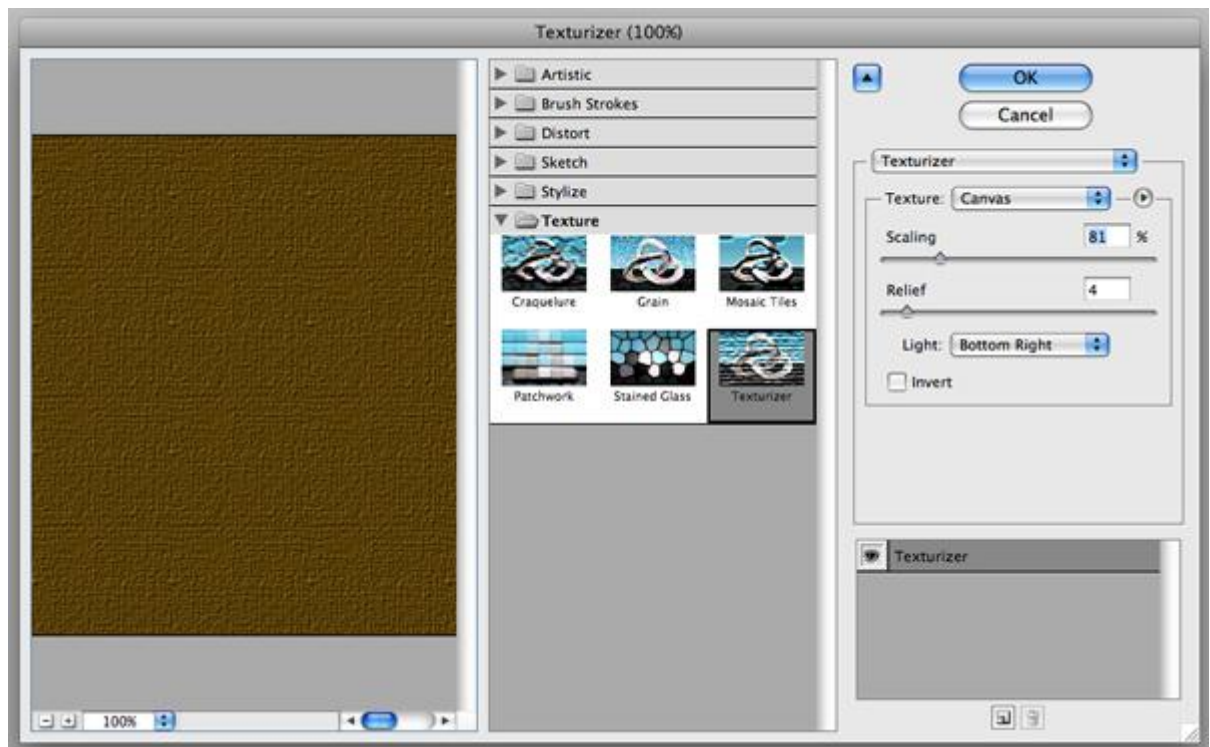 Texturizer (100%)
Artistic
Brush Strokes
Distort
Sketch
Stylize
Texture
Craquelure
Grain
Mosaic Tiles
Patchwork
Stained Glass
Texturizer
100%
OK
Cancel
Texturizer
Texture: Canvas
Scaling 81 %
Relief 4
Light: Bottom Right
Invert
Texturizer